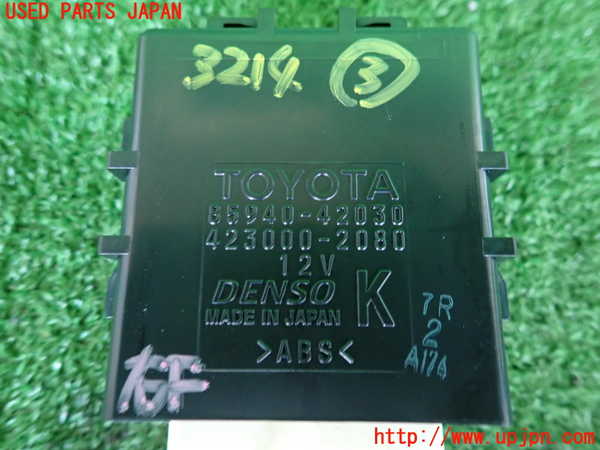 USED PARTS JAPAN
3214 ③
TOYOTA
85940-42030
423000-2080
12V
DENSO K
MADE IN JAPAN
>ABS<
7R
2
A174
http://www.upjpn.com